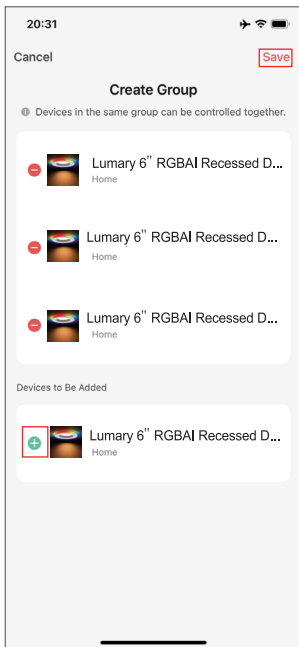 20:31
Cancel
Save
Create Group
Devices in the same group can be controlled together.
Lumary 6" RGBAI Recessed D...
Home
Lumary 6" RGBAI Recessed D...
Home
Lumary 6" RGBAI Recessed D...
Home
Devices to Be Added
Lumary 6" RGBAI Recessed D...
Home